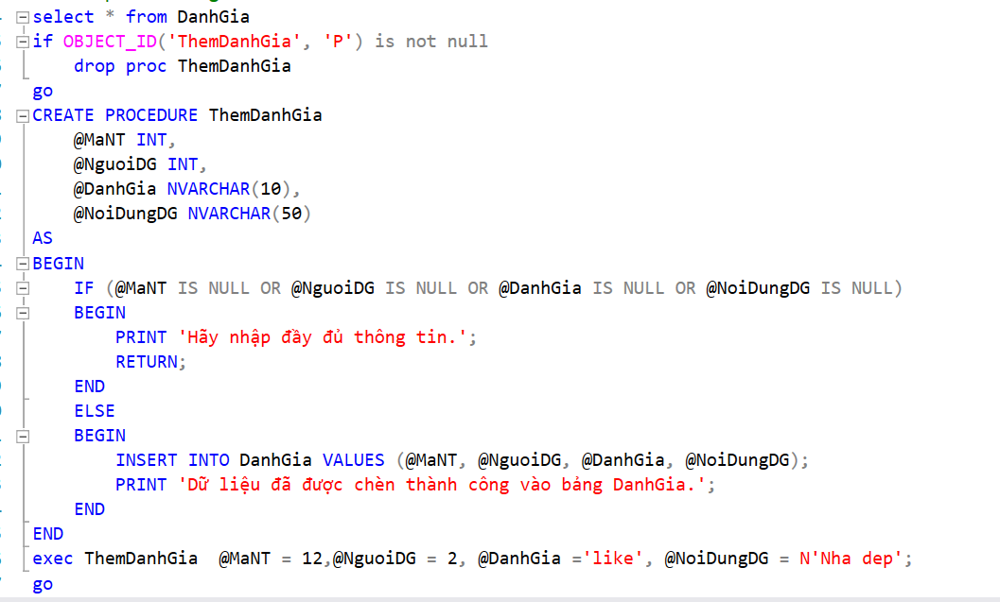 select * from DanhGia
if OBJECT_ID('ThemDanhGia', 'P') is not null
drop proc ThemDanhGia
go
CREATE PROCEDURE ThemDanhGia
@MaNT INT,
@NguoiDG INT,
@DanhGia NVARCHAR(10),
@NoiDungDG NVARCHAR(50)
AS
BEGIN
IF (@MaNT IS NULL OR @NguoiDG IS NULL OR @DanhGia IS NULL OR @NoiDungDG IS NULL)
BEGIN
PRINT 'Hãy nhập đầy đủ thông tin.';
RETURN;
END
ELSE
BEGIN
INSERT INTO DanhGia VALUES (@MaNT, @NguoiDG, @DanhGia, @NoiDungDG);
PRINT 'Dữ liệu đã được chèn thành công vào bảng DanhGia.';
END
END
exec ThemDanhGia  @MaNT = 12,@NguoiDG = 2, @DanhGia ='like', @NoiDungDG = N'Nha dep';
go